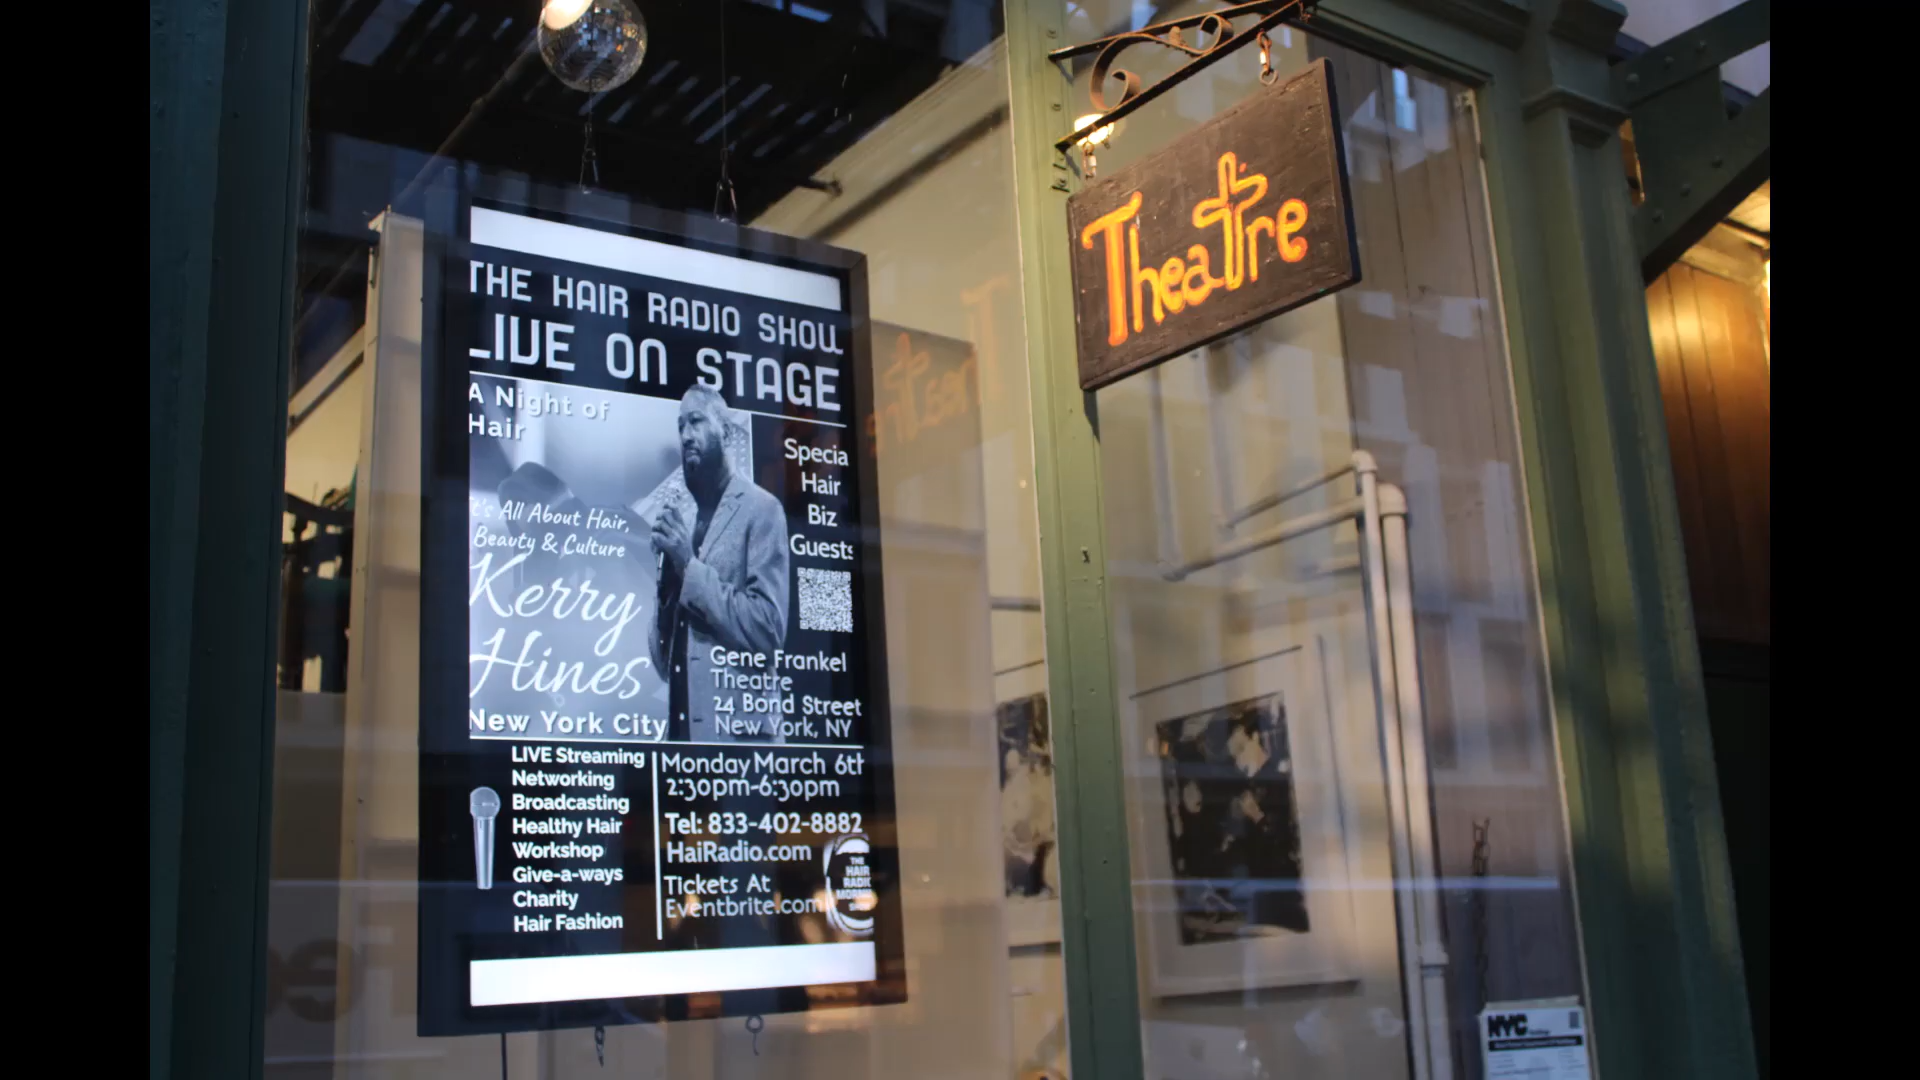 THE HAIR RADIO SHOW
LIVE ON STAGE
A Night of
Hair
Specia
Hair
Biz
Guests
t's All About Hair,
Beauty & Culture
Kerry
Hines
New York City
Gene Frankel
Theatre
24 Bond Street
New York, NY
LIVE Streaming
Networking
Broadcasting
Healthy Hair
Workshop
Give-a-ways
Charity
Hair Fashion
Monday March 6th
2:30pm-6:30pm
Tel: 833-402-8882
HaiRadio.com
Tickets At
Eventbrite.com
THE
HAIR
RADIO
Theatre
NYC